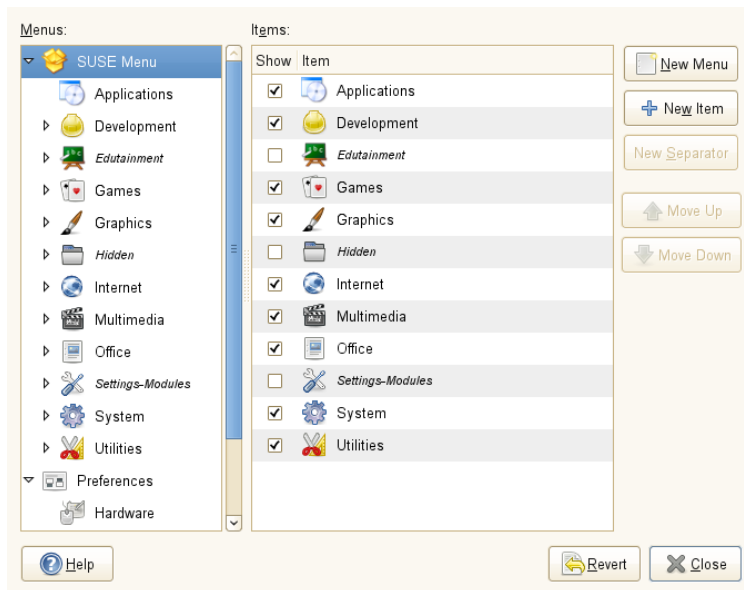 Menus:
SUSE Menu
Applications
Development
Edutainment
Games
Graphics
Hidden
Internet
Multimedia
Office
Settings-Modules
System
Utilities
Preferences
Hardware
Items:
Show Item
Applications
Development
Edutainment
Games
Graphics
Hidden
Internet
Multimedia
Office
Settings-Modules
System
Utilities
New Menu
New Item
New Separator
Move Up
Move Down
Help
Revert
Close